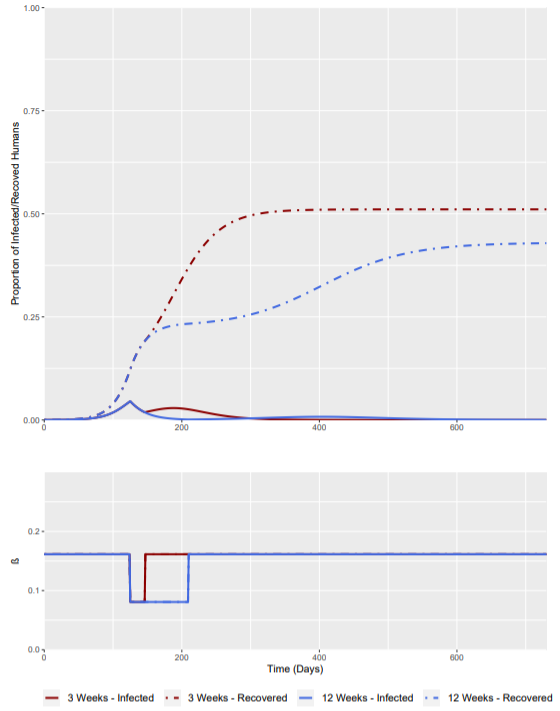 Proportion of Infected/Recoved Humans
1.00
0.75
0.50
0.25
0.00
0 200 400 600
ß
0.2
0.1
0.0
0 200 400 600
Time (Days)
3 Weeks - Infected 3 Weeks - Recovered 12 Weeks - Infected 12 Weeks - Recovered